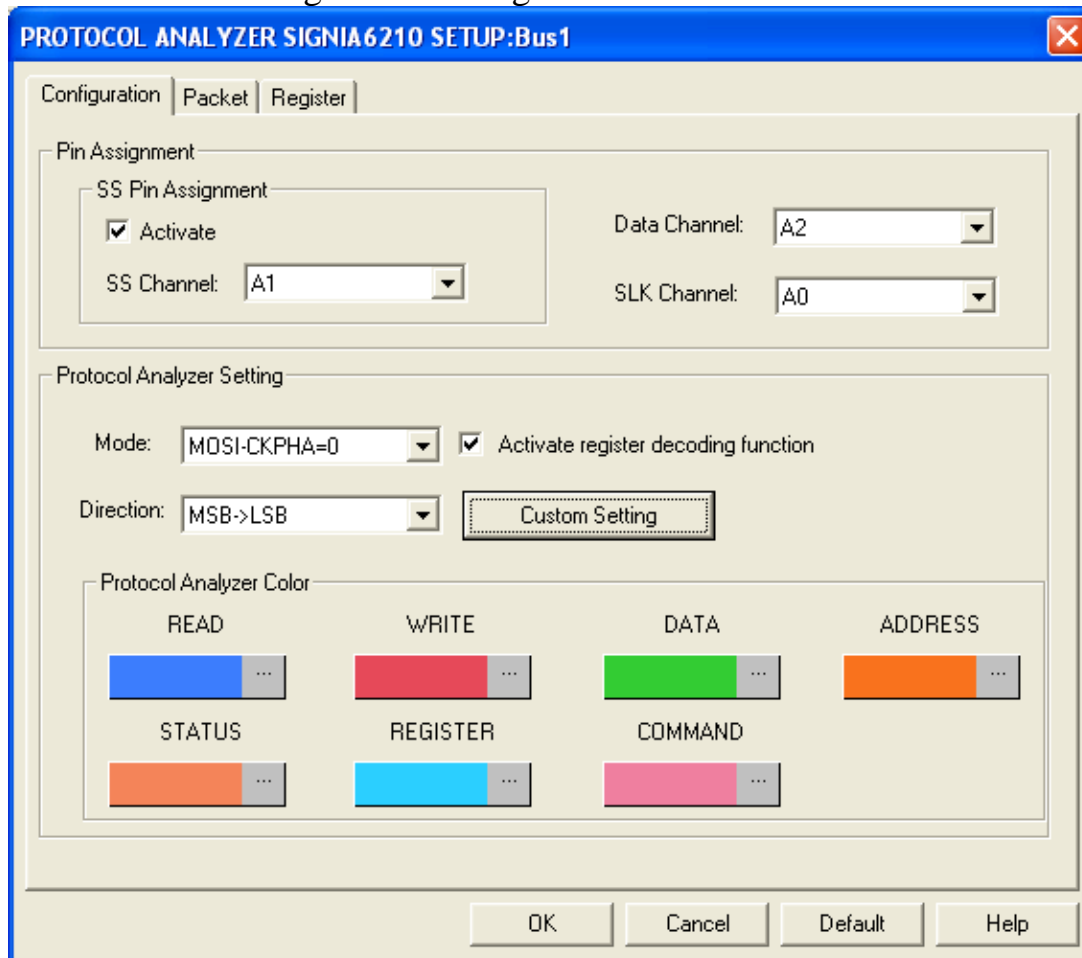 PROTOCOL ANALYZER SIGNIA6210 SETUP:Bus1
Configuration Packet Register
Pin Assignment
SS Pin Assignment
Activate
SS Channel: A1
Data Channel: A2
SLK Channel: A0
Protocol Analyzer Setting
Mode: MOSI-CKPHA=0 Activate register decoding function
Direction: MSB->LSB Custom Setting
Protocol Analyzer Color
READ WRITE DATA ADDRESS
... ... ... ...
STATUS REGISTER COMMAND
... ... ...
OK Cancel Default Help